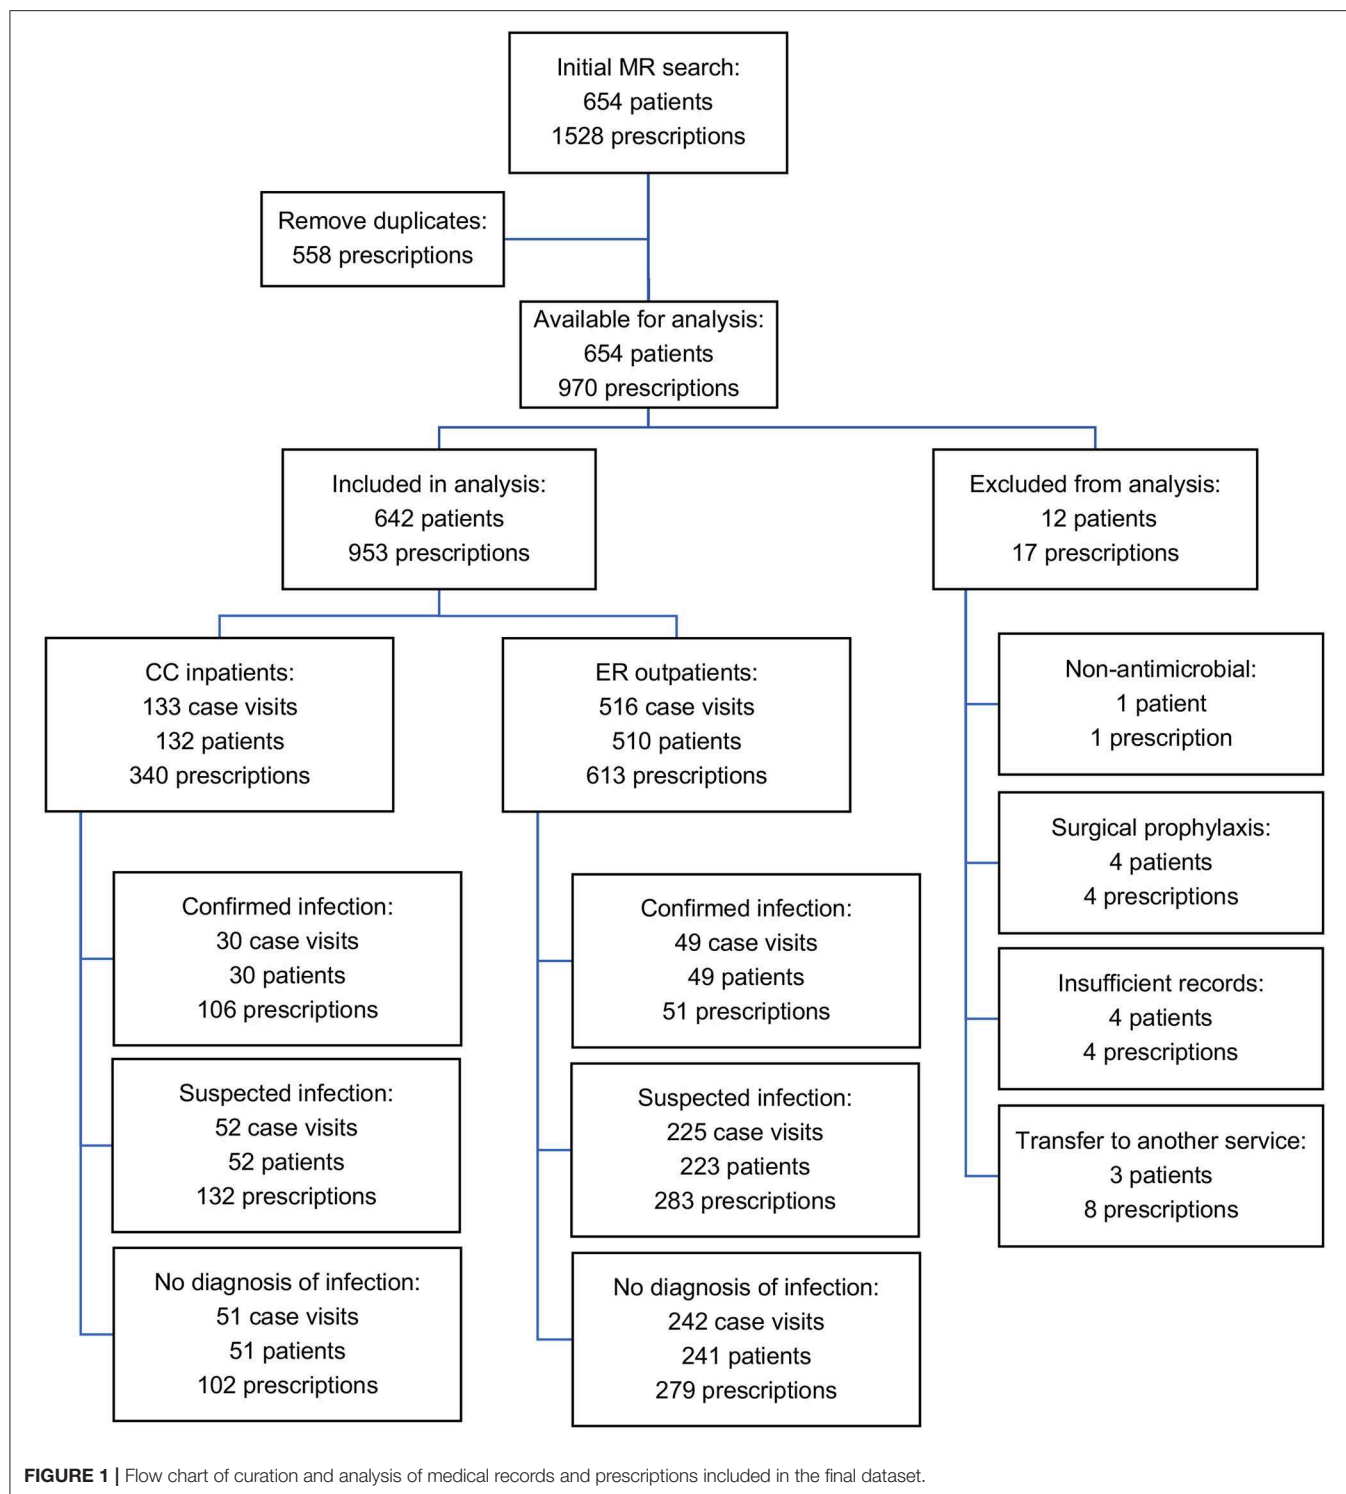 Initial MR search:
654 patients
1528 prescriptions
Remove duplicates:
558 prescriptions
Available for analysis:
654 patients
970 prescriptions
Included in analysis:
642 patients
953 prescriptions
Excluded from analysis:
12 patients
17 prescriptions
CC inpatients:
133 case visits
132 patients
340 prescriptions
ER outpatients:
516 case visits
510 patients
613 prescriptions
Non-antimicrobial:
1 patient
1 prescription
Surgical prophylaxis:
4 patients
4 prescriptions
Insufficient records:
4 patients
4 prescriptions
Transfer to another service:
3 patients
8 prescriptions
Confirmed infection:
30 case visits
30 patients
106 prescriptions
Suspected infection:
52 case visits
52 patients
132 prescriptions
No diagnosis of infection:
51 case visits
51 patients
102 prescriptions
Confirmed infection:
49 case visits
49 patients
51 prescriptions
Suspected infection:
225 case visits
223 patients
283 prescriptions
No diagnosis of infection:
242 case visits
241 patients
279 prescriptions
FIGURE 1 | Flow chart of curation and analysis of medical records and prescriptions included in the final dataset.